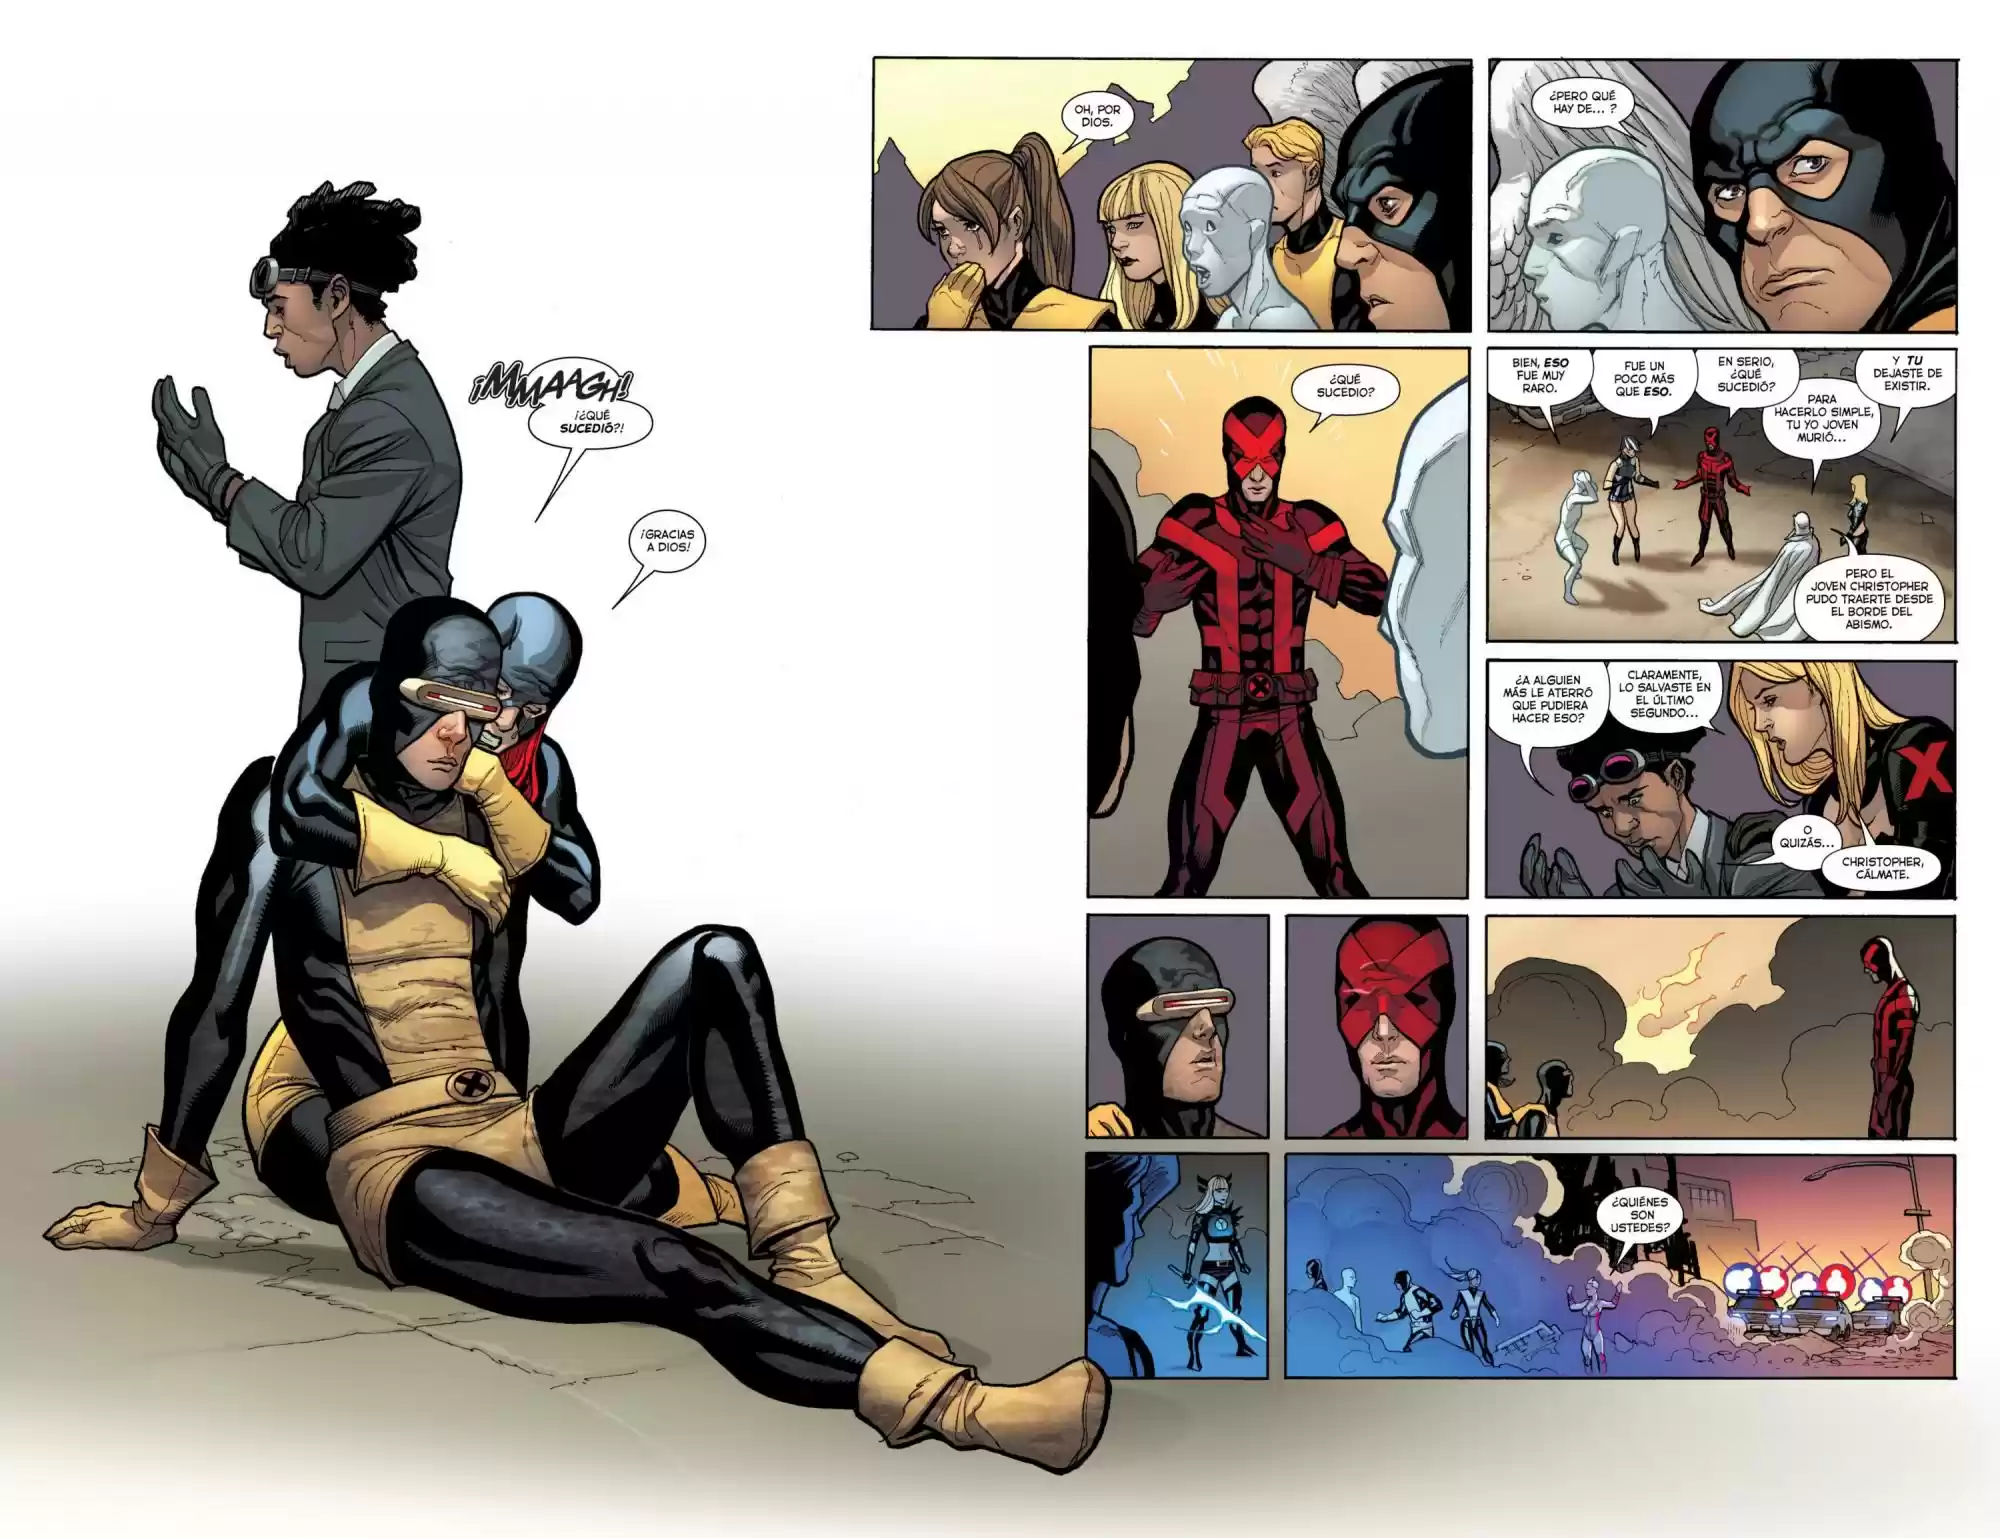 ¡MMAAGH!
¡¿QUÉ
SUCEDIÓ?!
¡GRACIAS
A DIOS!
OH, POR
DIOS.
¿PERO QUÉ
HAY DE... ?
¿QUÉ
SUCEDIO?
BIEN, ESO
FUE MUY
RARO.
FUE UN
POCO MÁS
QUE ESO.
EN SERIO,
¿QUÉ
SUCEDIÓ?
PARA
HACERLO SIMPLE,
TU YO JOVEN
MURIÓ...
Y TU
DEJASTE DE
EXISTIR.
PERO EL
JOVEN CHRISTOPHER
PUDO TRAERTE DESDE
EL BORDE DEL
ABISMO.
¿A ALGUIEN
MÁS LE ATERRÓ
QUE PUDIERA
HACER ESO?
CLARAMENTE,
LO SALVASTE EN
EL ÚLTIMO
SEGUNDO...
X
O
QUIZÁS...
CHRISTOPHER,
CÁLMATE.
¿QUIÉNES
SON
USTEDES?